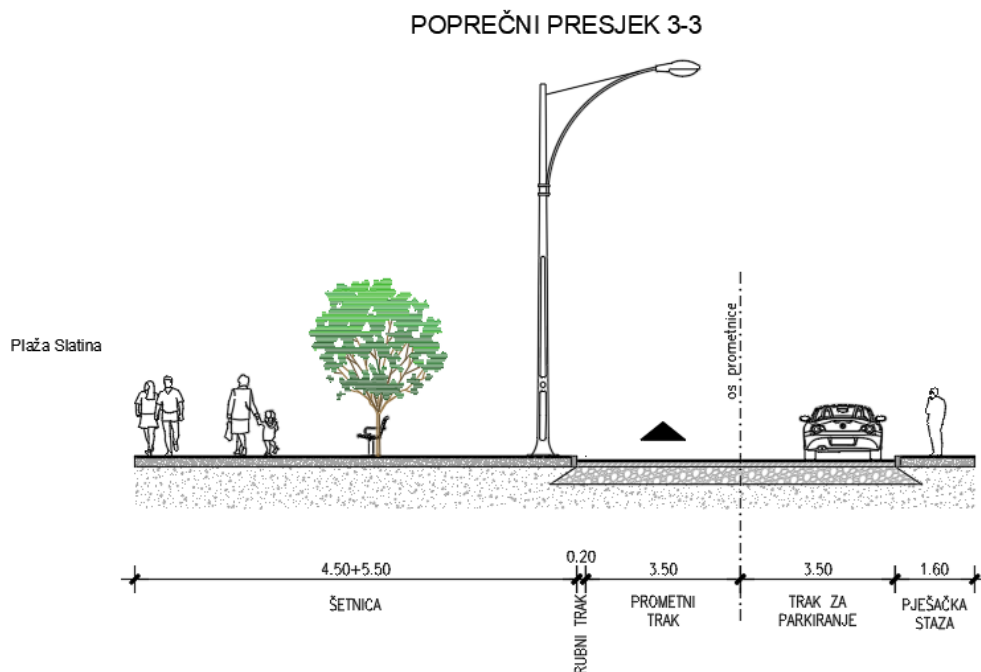 POPREČNI PRESJEK 3-3
Plaža Slatina
os prometnice
4.50+5.50
0.20
3.50
3.50
1.60
ŠETNICA
RUBNI TRAK
PROMETNI
TRAK
TRAK ZA
PARKIRANJE
PJEŠAČKA
STAZA